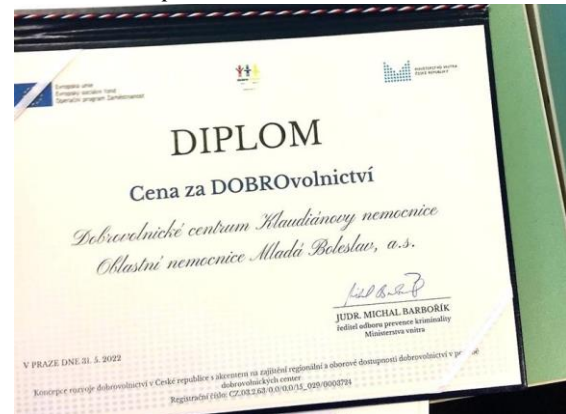 Evropská unie
Evropský sociální fond
Operační program Zaměstnanost
MINISTERSTVO VNITRA
ČESKÉ REPUBLIKY
DIPLOM
Cena za DOBROvolnictví
Dobrovolnické centrum Klaudiánovy nemocnice
Oblastní nemocnice Mladá Boleslav, a.s.
JUDR. MICHAL BARBOŘÍK
ředitel odboru prevence kriminality
Ministerstva vnitra
V PRAZE DNE 31. 5. 2022
Koncepce rozvoje dobrovolnictví v České republice s akcentem na zajištění regionální a oborové dostupnosti dobrovolnictví v
dobrovolnických center
Registrační číslo: CZ.03.2.63/0.0/0.0/15_029/0003724